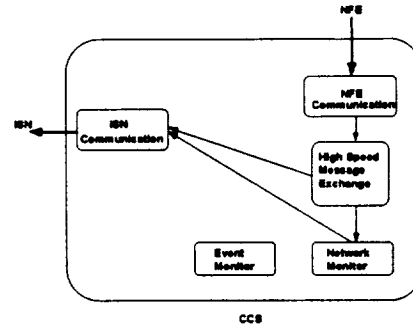 NFE
NFE
Communication
ISN
ISN
Communication
High Speed
Message
Exchange
Event
Monitor
Network
Monitor
CCS